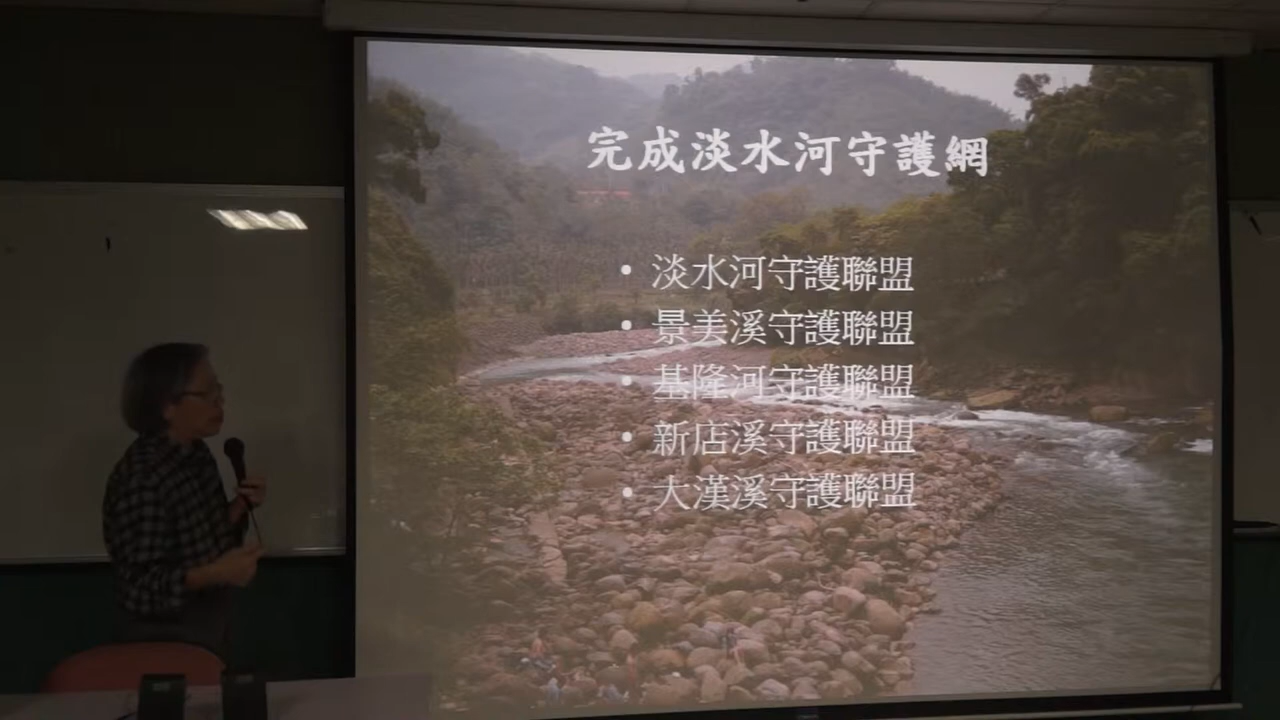 完成淡水河守護網
• 淡水河守護聯盟
• 景美溪守護聯盟
• 基隆河守護聯盟
• 新店溪守護聯盟
• 大漢溪守護聯盟